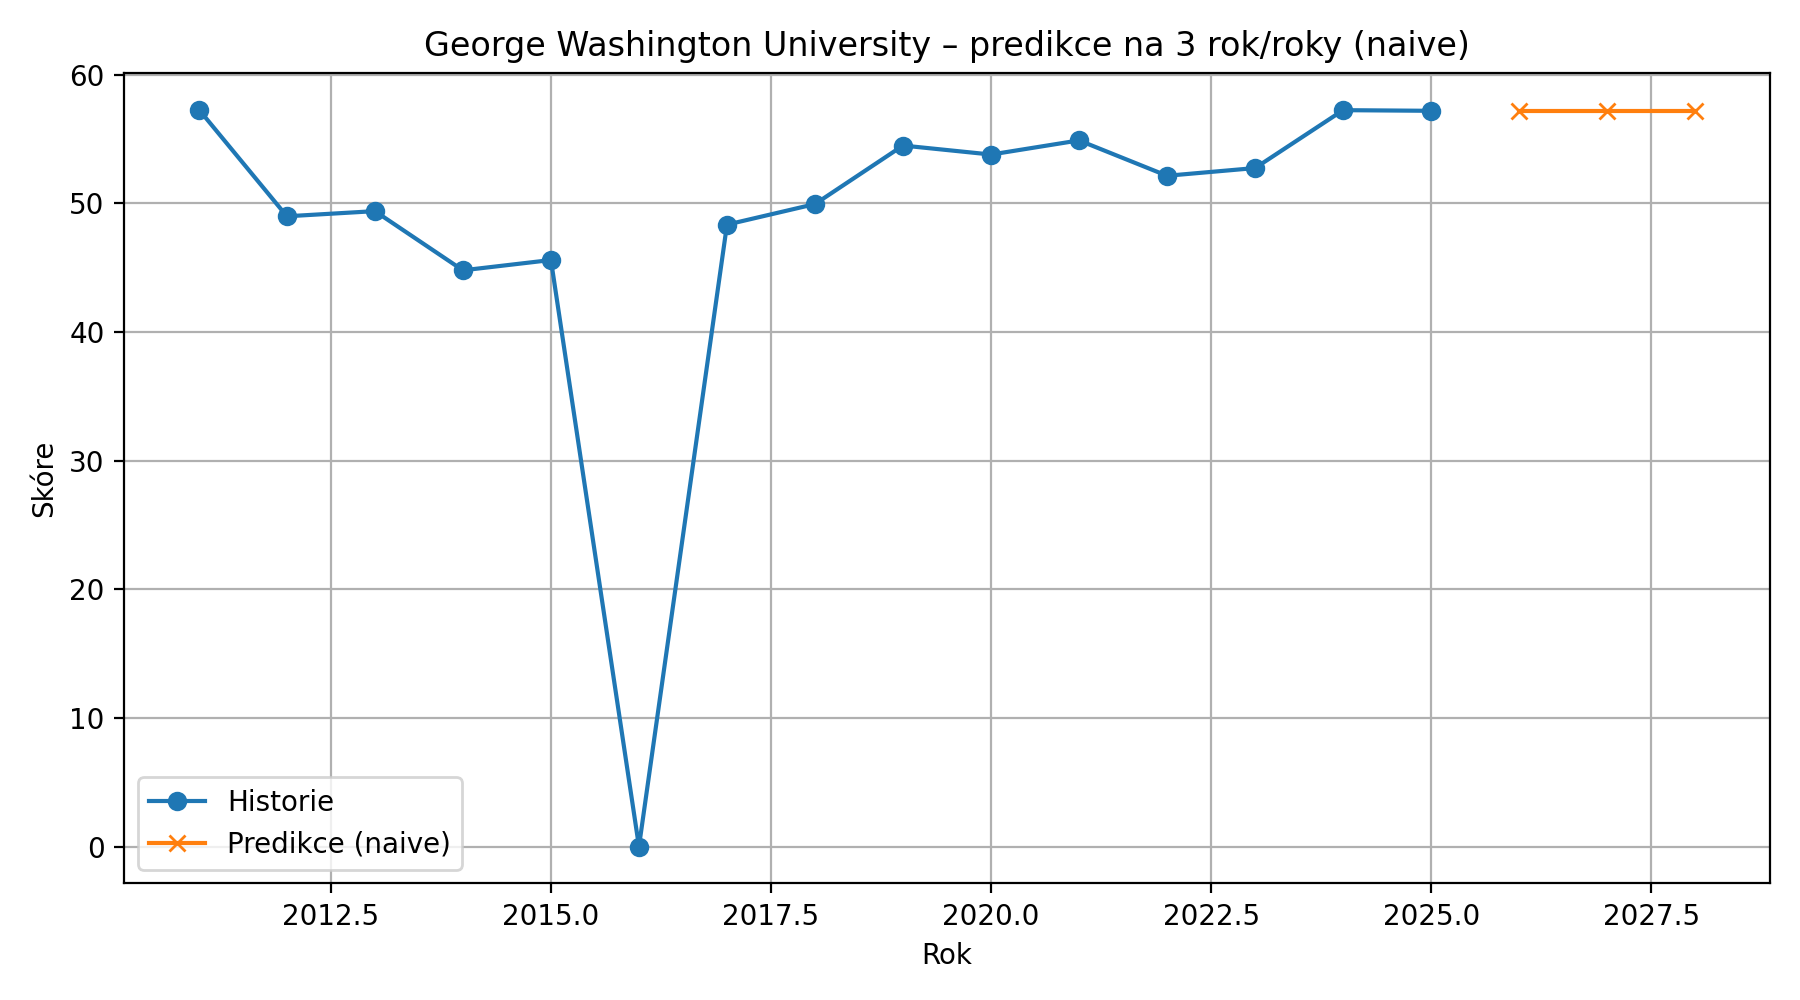 George Washington University – predikce na 3 rok/roky (naive)
60
50
40
30
20
10
0
Skóre
Historie
Predikce (naive)
2012.5 2015.0 2017.5 2020.0 2022.5 2025.0 2027.5
Rok